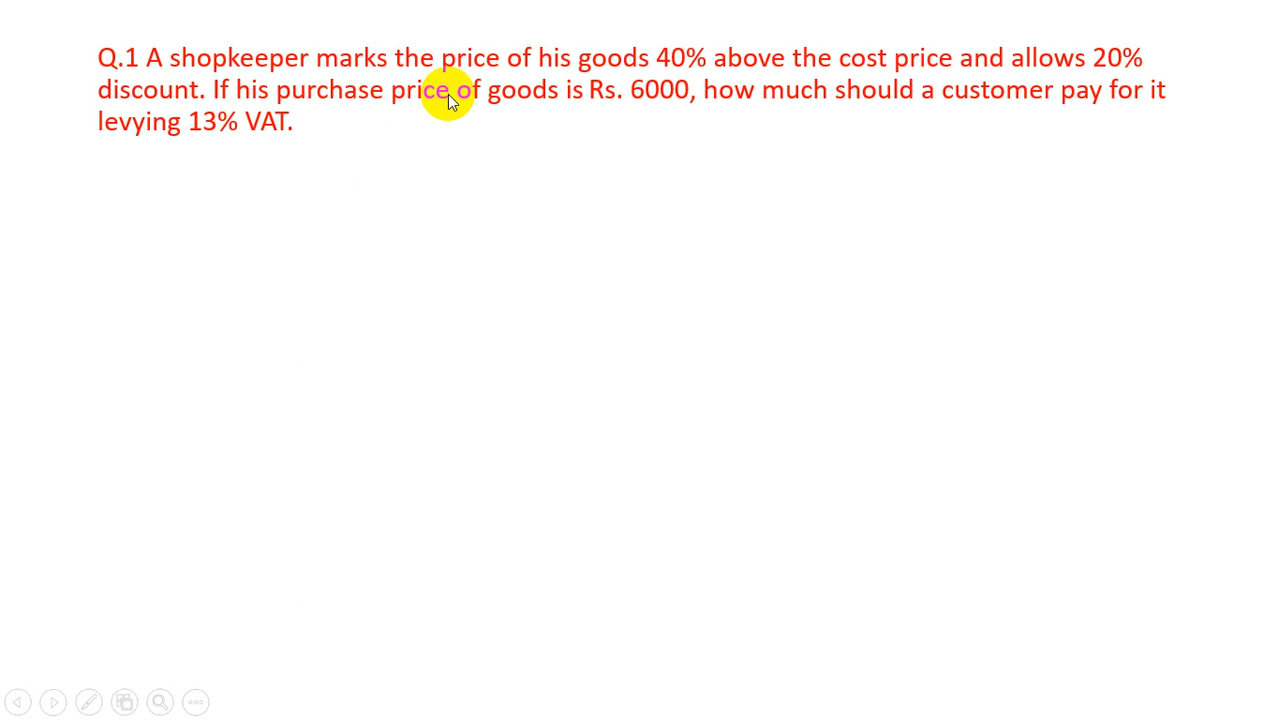 Q.1 A shopkeeper marks the price of his goods 40% above the cost price and allows 20%
discount. If his purchase price of goods is Rs. 6000, how much should a customer pay for it
levying 13% VAT.